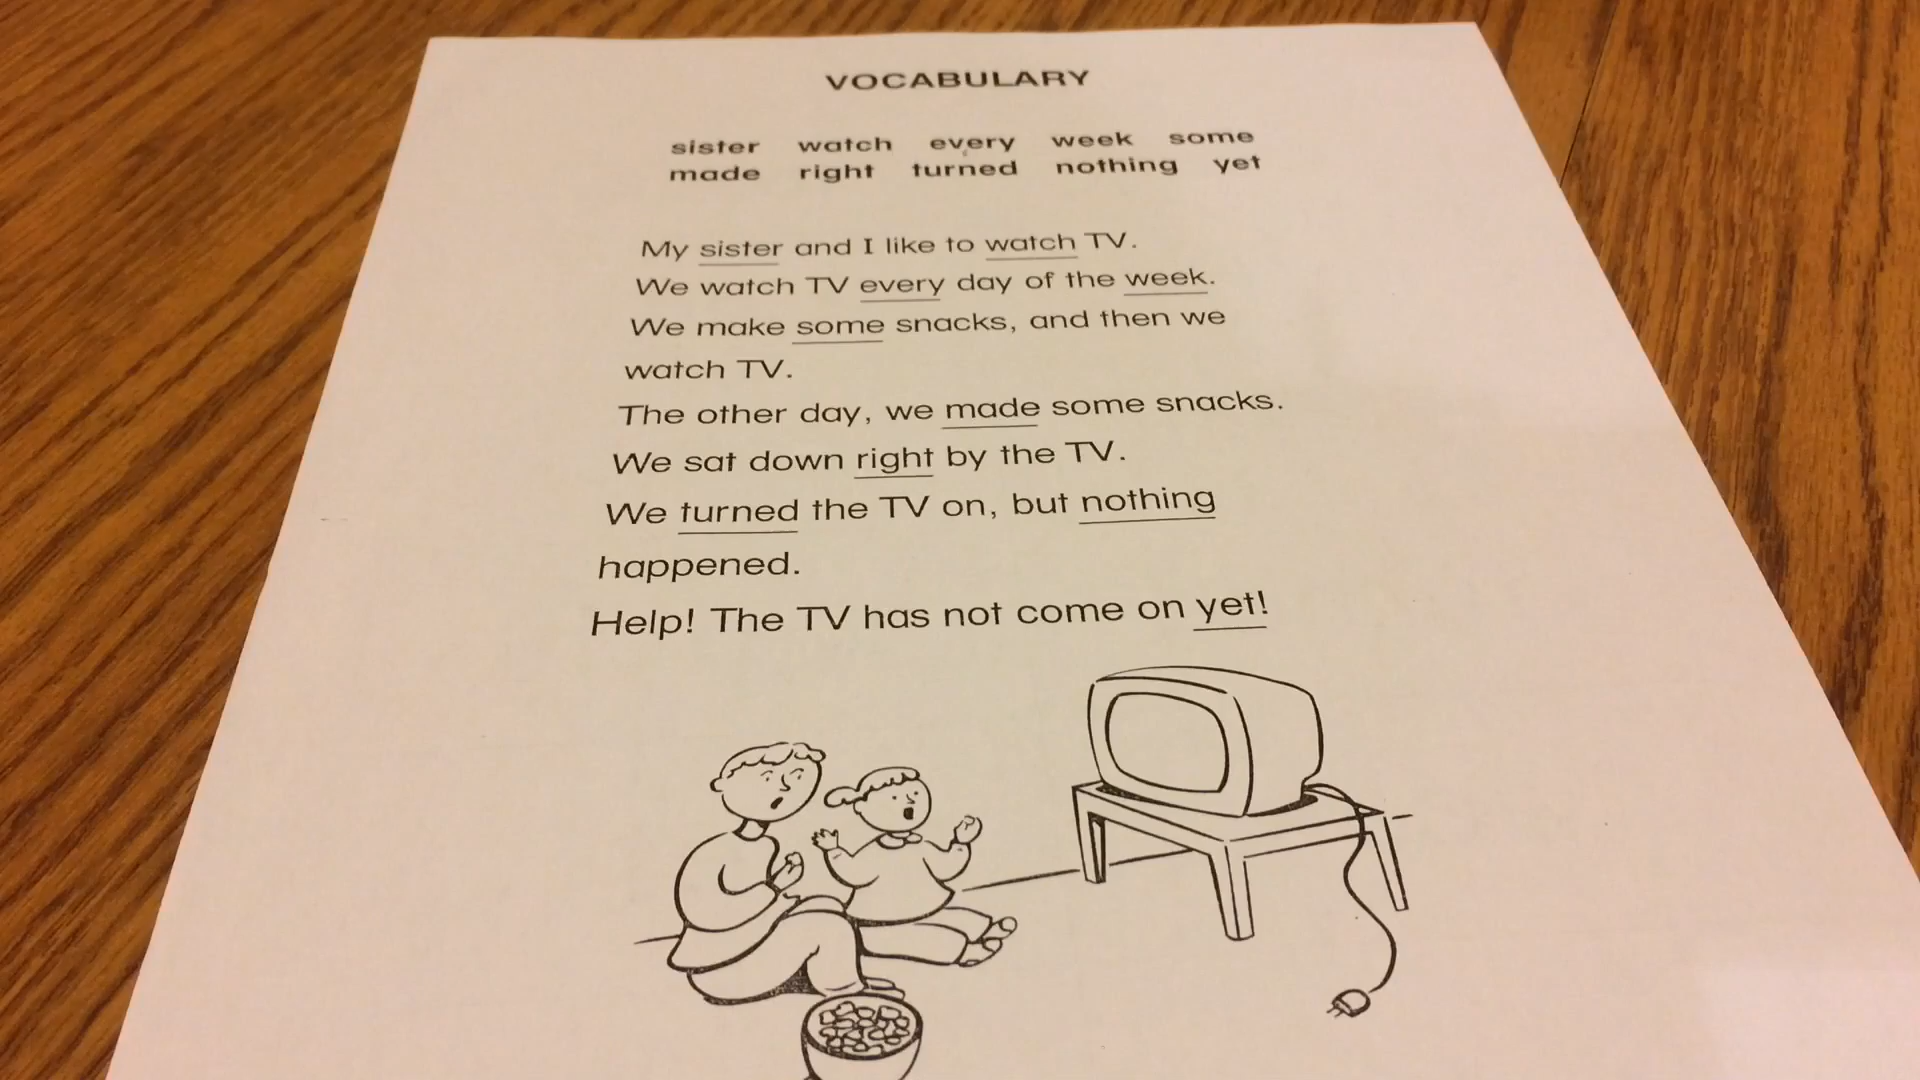 VOCABULARY
sister watch every week some
made right turned nothing yet
My sister and I like to watch TV.
We watch TV every day of the week.
We make some snacks, and then we
watch TV.
The other day, we made some snacks.
We sat down right by the TV.
We turned the TV on, but nothing
happened.
Help! The TV has not come on yet!